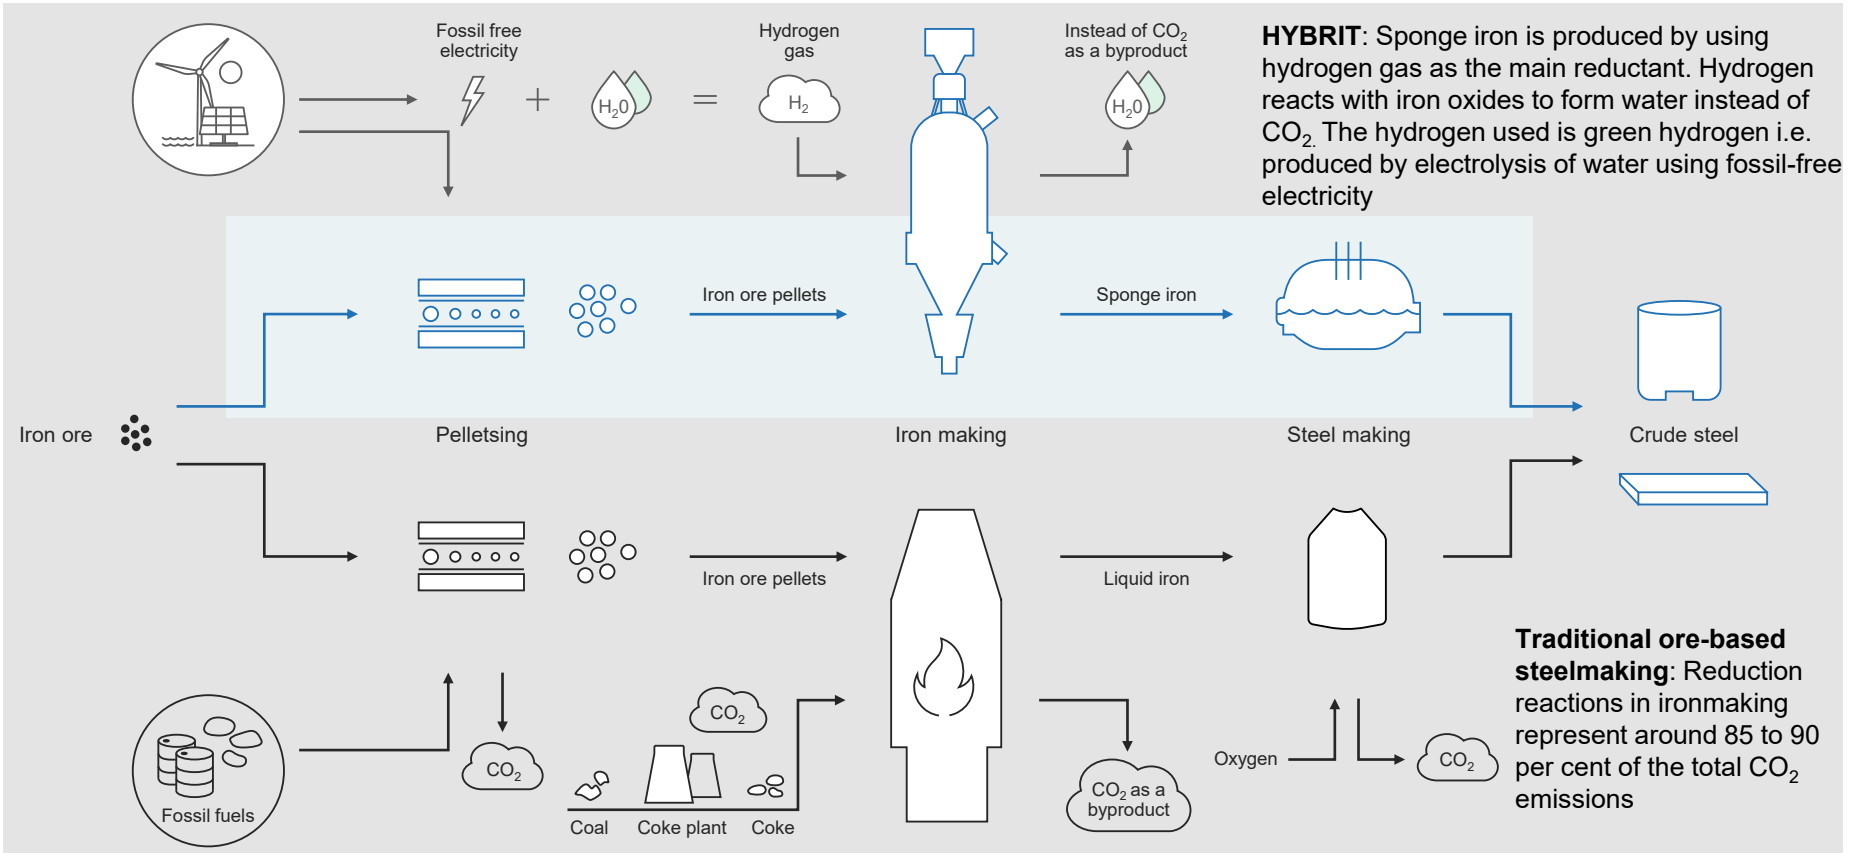 Fossil free
electricity
Hydrogen
gas
Instead of CO2
as a byproduct
H20
H2
H20
HYBRIT: Sponge iron is produced by using
hydrogen gas as the main reductant. Hydrogen
reacts with iron oxides to form water instead of
CO2. The hydrogen used is green hydrogen i.e.
produced by electrolysis of water using fossil-free
electricity
Iron ore pellets
Sponge iron
Iron ore
Pelletsing
Iron making
Steel making
Crude steel
Iron ore pellets
Liquid iron
Traditional ore-based
steelmaking: Reduction
reactions in ironmaking
represent around 85 to 90
per cent of the total CO2
emissions
Fossil fuels
CO2
CO2
Coal
Coke plant
Coke
CO2 as a
byproduct
Oxygen
CO2